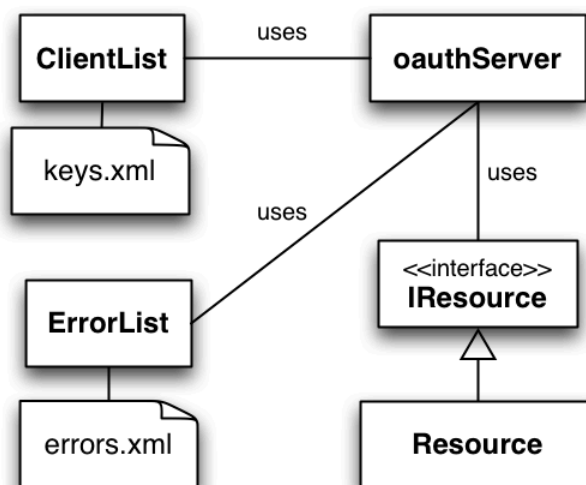 uses
ClientList
oauthServer
keys.xml
uses
uses
<<interface>>
IResource
ErrorList
errors.xml
Resource